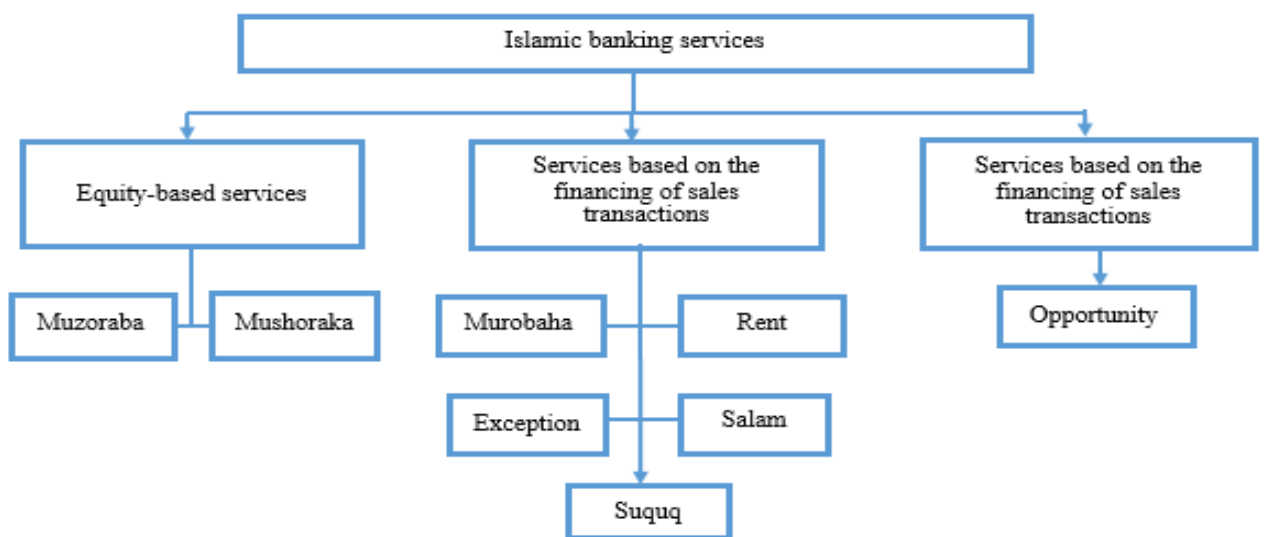 Islamic banking services
Equity-based services
Services based on the
financing of sales
transactions
Services based on the
financing of sales
transactions
Muzoraba
Mushoraka
Murobaha
Rent
Opportunity
Exception
Salam
Suquq